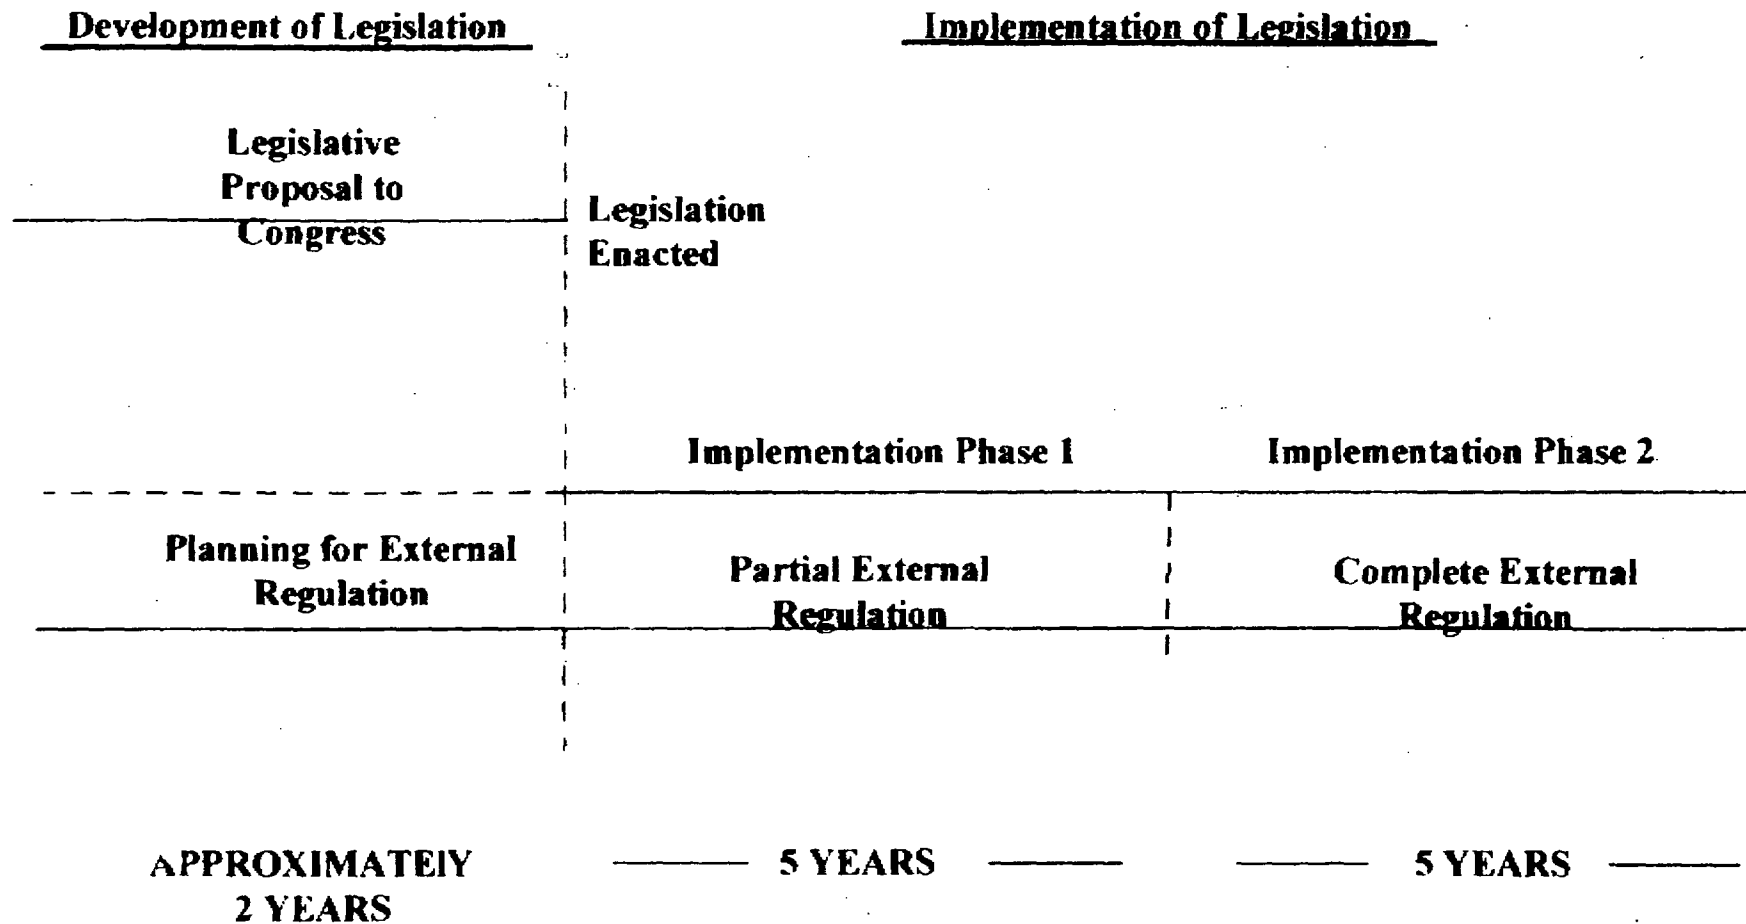 Development of Legislation
Implementation of Legislation
Legislative
Proposal to
Congress
Legislation
Enacted
Implementation Phase 1
Implementation Phase 2
Planning for External
Regulation
Partial External
Regulation
Complete External
Regulation
APPROXIMATELY
2 YEARS
5 YEARS
5 YEARS